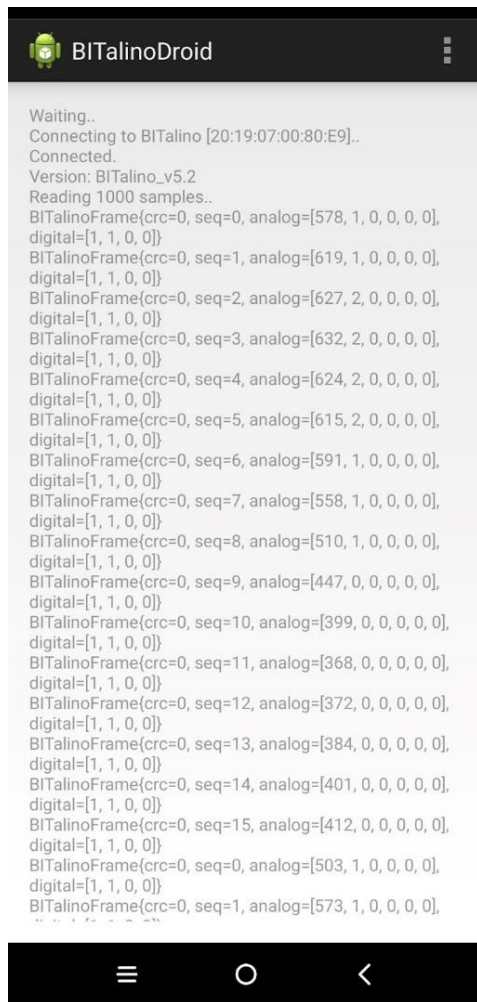 BITalinoDroid
Waiting..
Connecting to BITalino [20:19:07:00:80:E9]..
Connected.
Version: BITalino_v5.2
Reading 1000 samples..
BITalinoFrame{crc=0, seq=0, analog=[578, 1, 0, 0, 0, 0],
digital=[1, 1, 0, 0]}
BITalinoFrame{crc=0, seq=1, analog=[619, 1, 0, 0, 0, 0],
digital=[1, 1, 0, 0]}
BITalinoFrame{crc=0, seq=2, analog=[627, 2, 0, 0, 0, 0],
digital=[1, 1, 0, 0]}
BITalinoFrame{crc=0, seq=3, analog=[632, 2, 0, 0, 0, 0],
digital=[1, 1, 0, 0]}
BITalinoFrame{crc=0, seq=4, analog=[624, 2, 0, 0, 0, 0],
digital=[1, 1, 0, 0]}
BITalinoFrame{crc=0, seq=5, analog=[615, 2, 0, 0, 0, 0],
digital=[1, 1, 0, 0]}
BITalinoFrame{crc=0, seq=6, analog=[591, 1, 0, 0, 0, 0],
digital=[1, 1, 0, 0]}
BITalinoFrame{crc=0, seq=7, analog=[558, 1, 0, 0, 0, 0],
digital=[1, 1, 0, 0]}
BITalinoFrame{crc=0, seq=8, analog=[510, 1, 0, 0, 0, 0],
digital=[1, 1, 0, 0]}
BITalinoFrame{crc=0, seq=9, analog=[447, 0, 0, 0, 0, 0],
digital=[1, 1, 0, 0]}
BITalinoFrame{crc=0, seq=10, analog=[399, 0, 0, 0, 0, 0],
digital=[1, 1, 0, 0]}
BITalinoFrame{crc=0, seq=11, analog=[368, 0, 0, 0, 0, 0],
digital=[1, 1, 0, 0]}
BITalinoFrame{crc=0, seq=12, analog=[372, 0, 0, 0, 0, 0],
digital=[1, 1, 0, 0]}
BITalinoFrame{crc=0, seq=13, analog=[384, 0, 0, 0, 0, 0],
digital=[1, 1, 0, 0]}
BITalinoFrame{crc=0, seq=14, analog=[401, 0, 0, 0, 0, 0],
digital=[1, 1, 0, 0]}
BITalinoFrame{crc=0, seq=15, analog=[412, 0, 0, 0, 0, 0],
digital=[1, 1, 0, 0]}
BITalinoFrame{crc=0, seq=0, analog=[503, 1, 0, 0, 0, 0],
digital=[1, 1, 0, 0]}
BITalinoFrame{crc=0, seq=1, analog=[573, 1, 0, 0, 0, 0],